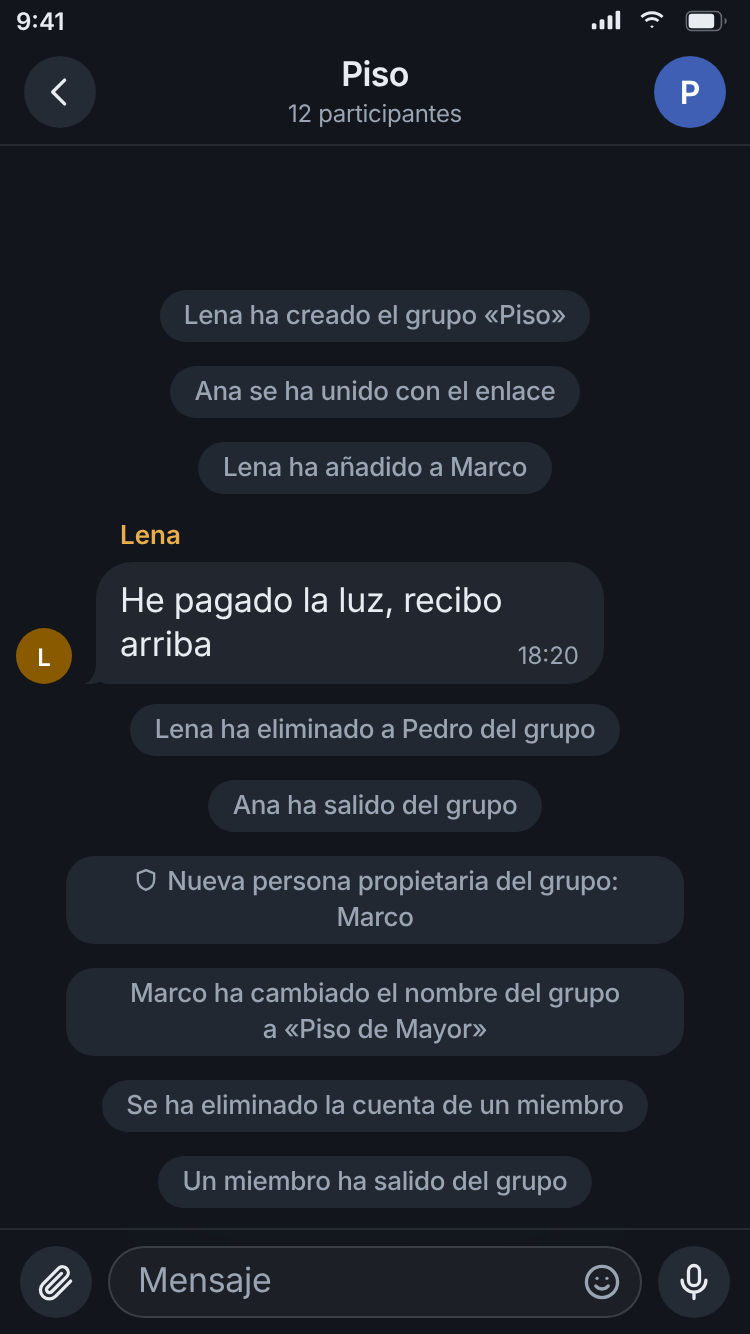 9:41
Piso
12 participantes
P
Lena ha creado el grupo «Piso»
Ana se ha unido con el enlace
Lena ha añadido a Marco
Lena
He pagado la luz, recibo
arriba
18:20
L
Lena ha eliminado a Pedro del grupo
Ana ha salido del grupo
Nueva persona propietaria del grupo:
Marco
Marco ha cambiado el nombre del grupo
a «Piso de Mayor»
Se ha eliminado la cuenta de un miembro
Un miembro ha salido del grupo
Mensaje